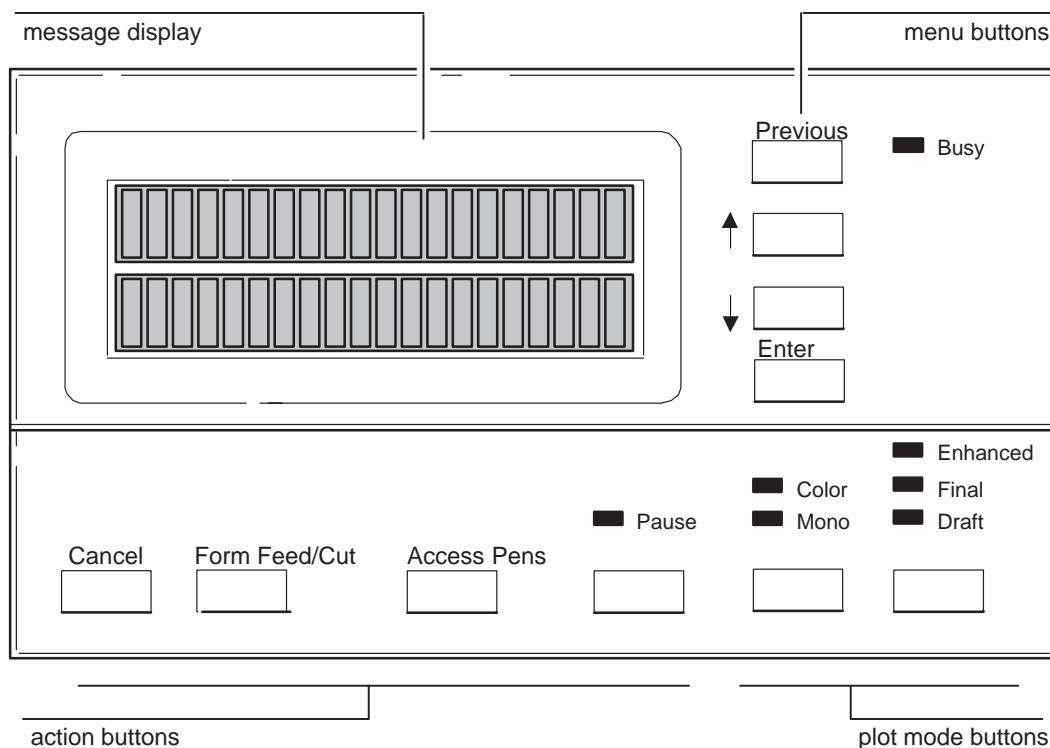 message display
menu buttons
Previous
Busy
Enter
Enhanced
Color
Final
Pause
Mono
Draft
Cancel
Form Feed/Cut
Access Pens
action buttons
plot mode buttons